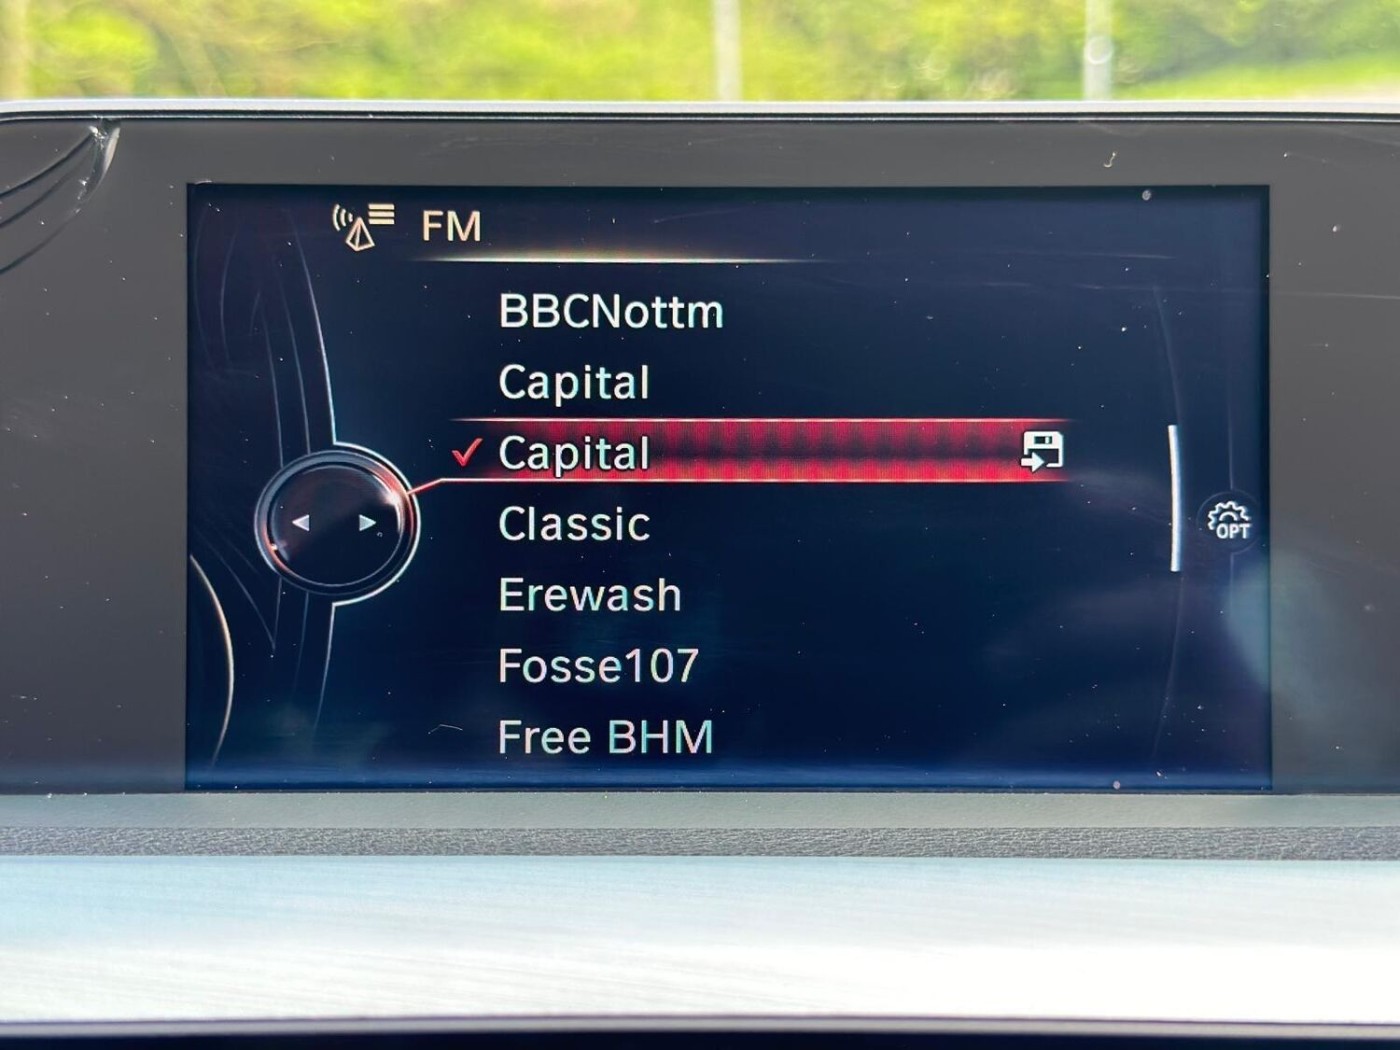 FM
BBCNottm
Capital
Capital
Classic
Erewash
Fosse107
Free BHM
OPT